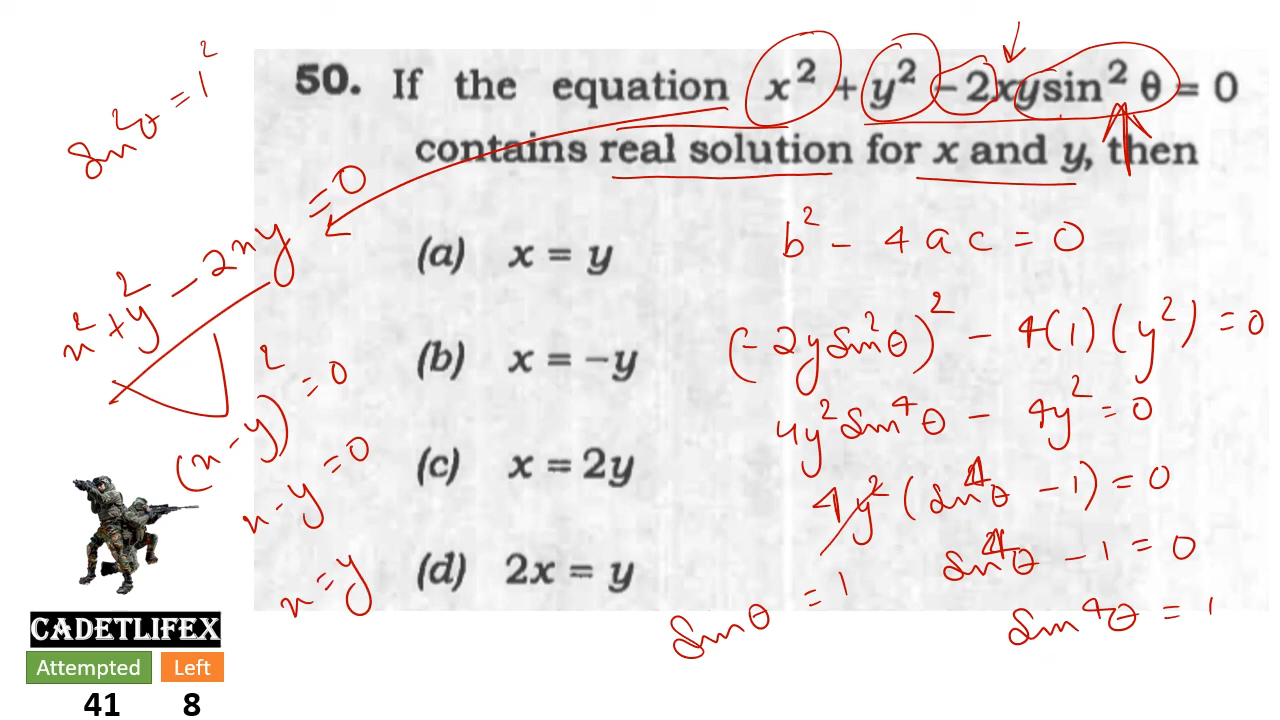 50. If the equation x² + y² - 2xysin² θ = 0
contains real solution for x and y, then
(a) x = y
(b) x = -y
(c) x = 2y
(d) 2x = y
sin²θ = 1²
x² + y² - 2xy = 0
(x - y)² = 0
x - y = 0
x = y
b² - 4ac = 0
(-2y sin²θ)² - 4(1)(y²) = 0
4y² sin⁴θ - 4y² = 0
4y² (sin⁴θ - 1) = 0
sin⁴θ - 1 = 0
sin⁴θ = 1
sinθ = 1
CADETLIFEX
Attempted Left
41 8